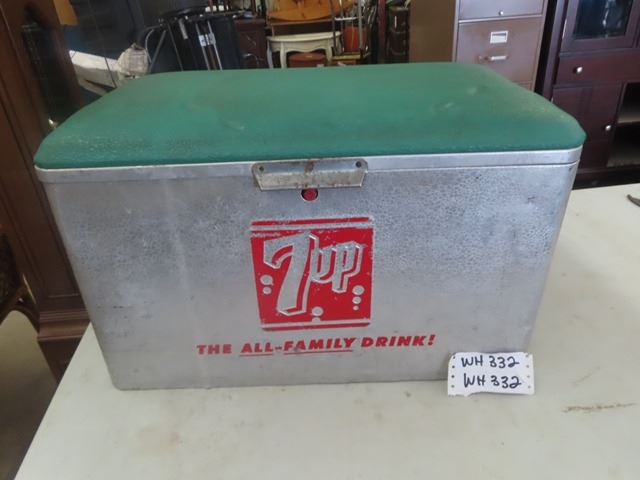 7up
THE ALL-FAMILY DRINK!
WH 332
WH 332